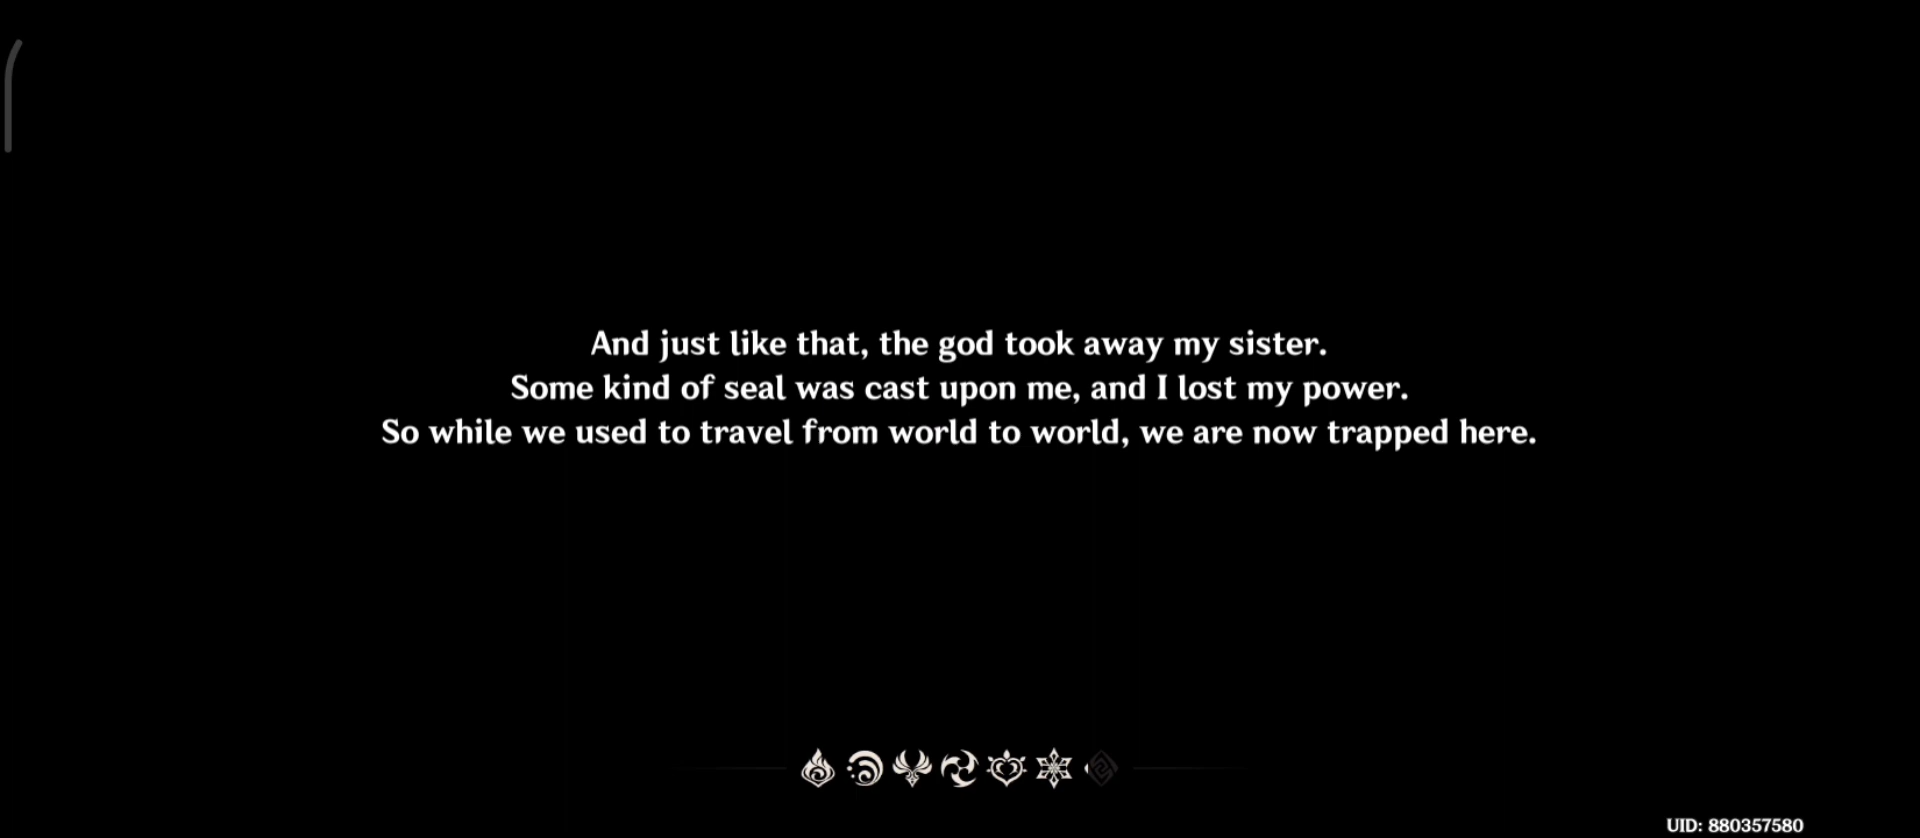 And just like that, the god took away my sister.
Some kind of seal was cast upon me, and I lost my power.
So while we used to travel from world to world, we are now trapped here.
UID: 880357580